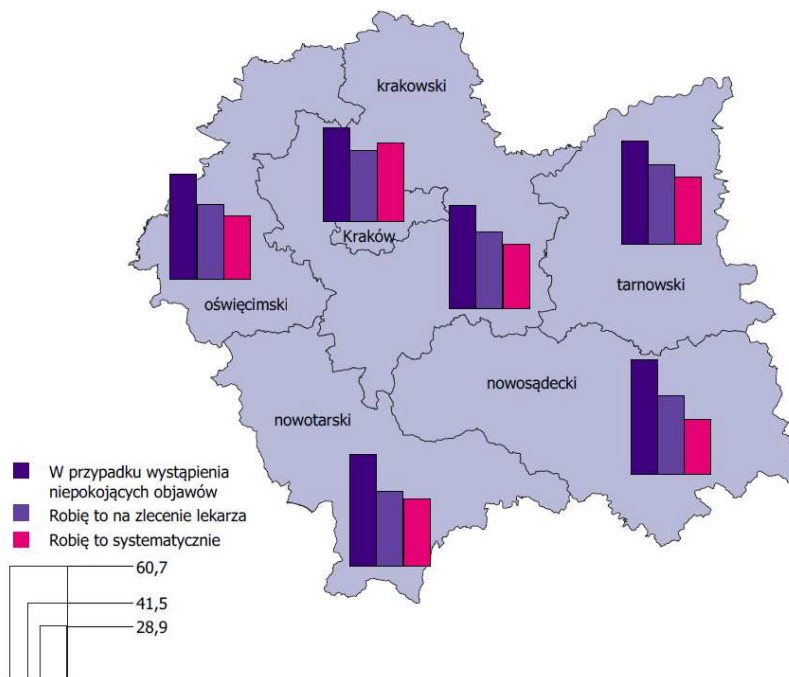 krakowski
Kraków
oświęcimski
tarnowski
nowosądecki
nowotarski
W przypadku wystąpienia
niepokojących objawów
Robię to na zlecenie lekarza
Robię to systematycznie
60,7
41,5
28,9